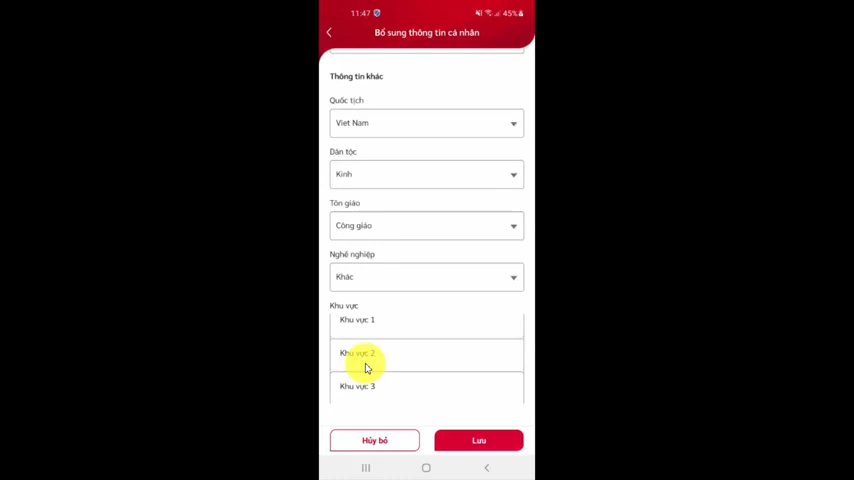 11:47
45%
Bổ sung thông tin cá nhân
Thông tin khác
Quốc tịch
Viet Nam
Dân tộc
Kinh
Tôn giáo
Công giáo
Nghề nghiệp
Khác
Khu vực
Khu vực 1
Khu vực 2
Khu vực 3
Hủy bỏ
Lưu